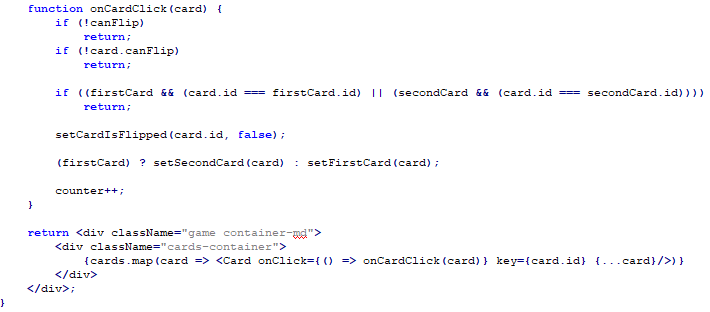 function onCardClick(card) {
if (!canFlip)
return;
if (!card.canFlip)
return;
if ((firstCard && (card.id === firstCard.id) || (secondCard && (card.id === secondCard.id))))
return;
setCardIsFlipped(card.id, false);
(firstCard) ? setSecondCard(card) : setFirstCard(card);
counter++;
}
return <div className="game container-md">
<div className="cards-container">
{cards.map(card => <Card onClick={() => onCardClick(card)} key={card.id} {...card}/>)}
</div>
</div>;
}